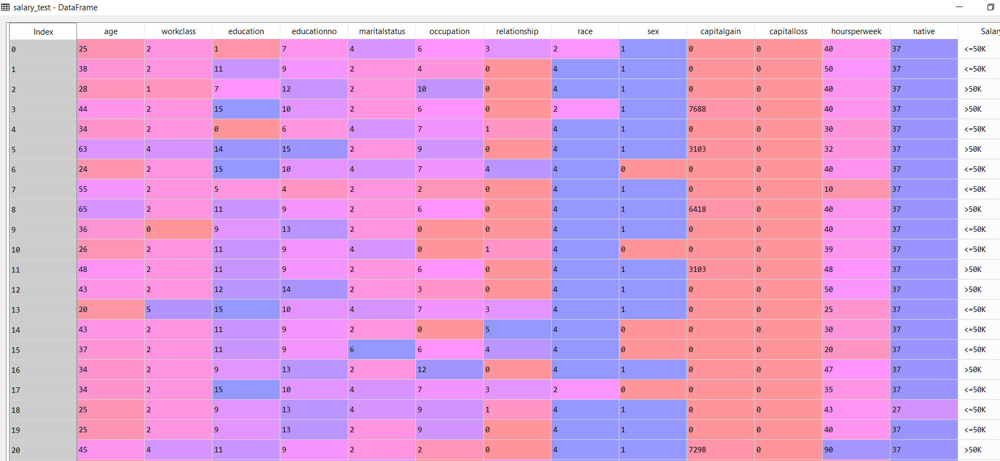 salary_test - DataFrame
Index age workclass education educationno maritalstatus occupation relationship race sex capitalgain capitalloss hoursperweek native Salary
0 25 2 1 7 4 6 3 2 1 0 0 40 37 <=50K
1 38 2 11 9 2 4 0 4 1 0 0 50 37 <=50K
2 28 1 7 12 2 10 0 4 1 0 0 40 37 >50K
3 44 2 15 10 2 6 0 2 1 7688 0 40 37 >50K
4 34 2 0 6 4 7 1 4 1 0 0 30 37 <=50K
5 63 4 14 15 2 9 0 4 1 3103 0 32 37 >50K
6 24 2 15 10 4 7 4 4 0 0 0 40 37 <=50K
7 55 2 5 4 2 2 0 4 1 0 0 10 37 <=50K
8 65 2 11 9 2 6 0 4 1 6418 0 40 37 >50K
9 36 0 9 13 2 0 0 4 1 0 0 40 37 <=50K
10 26 2 11 9 4 0 1 4 0 0 0 39 37 <=50K
11 48 2 11 9 2 6 0 4 1 3103 0 48 37 >50K
12 43 2 12 14 2 3 0 4 1 0 0 50 37 >50K
13 20 5 15 10 4 7 3 4 1 0 0 25 37 <=50K
14 43 2 11 9 2 0 5 4 0 0 0 30 37 <=50K
15 37 2 11 9 6 6 4 4 0 0 0 20 37 <=50K
16 34 2 9 13 2 12 0 4 1 0 0 47 37 >50K
17 34 2 15 10 4 7 3 2 0 0 0 35 37 <=50K
18 25 2 9 13 4 9 1 4 1 0 0 43 27 <=50K
19 25 2 9 13 2 9 0 4 1 0 0 40 37 <=50K
20 45 4 11 9 2 2 0 4 1 7298 0 90 37 >50K